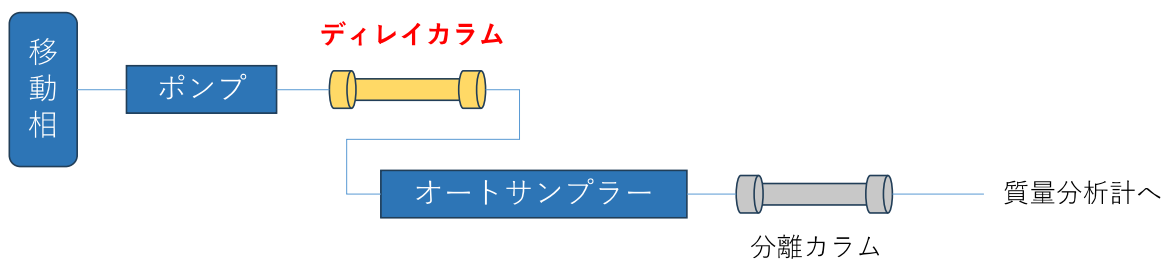 移動相
ポンプ
ディレイカラム
オートサンプラー
分離カラム
質量分析計へ